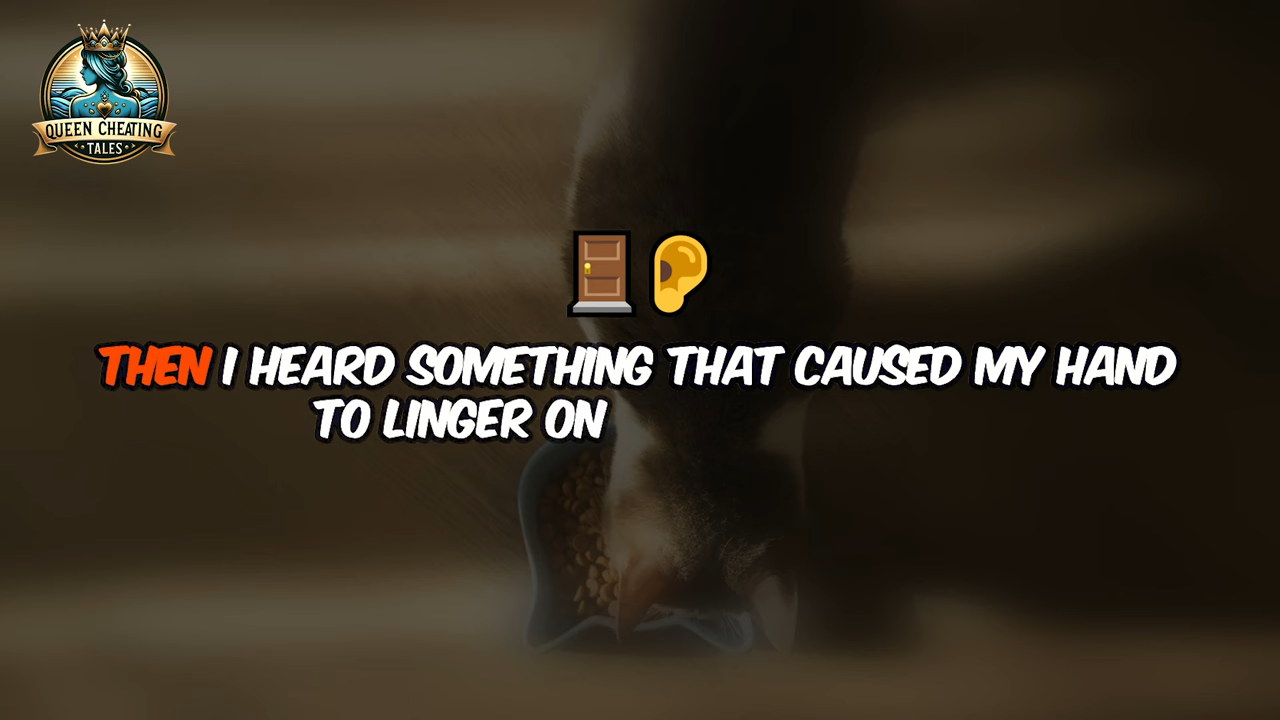 QUEEN CHEATING
TALES
THEN I HEARD SOMETHING THAT CAUSED MY HAND
TO LINGER ON